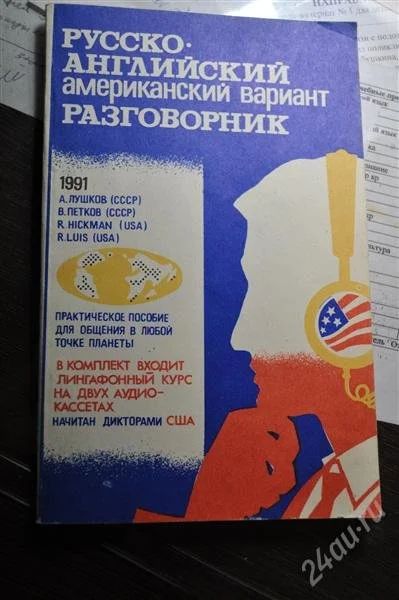 РУССКО-
АНГЛИЙСКИЙ
американский вариант
РАЗГОВОРНИК
1991
А.ЛУШКОВ (СССР)
В.ПЕТКОВ (СССР)
R.HICKMAN (USA)
R.LUIS (USA)
ПРАКТИЧЕСКОЕ ПОСОБИЕ
ДЛЯ ОБЩЕНИЯ В ЛЮБОЙ
ТОЧКЕ ПЛАНЕТЫ
В КОМПЛЕКТ ВХОДИТ
ЛИНГАФОННЫЙ КУРС
НА ДВУХ АУДИО-
КАССЕТАХ
НАЧИТАН ДИКТОРАМИ США
24au.ru